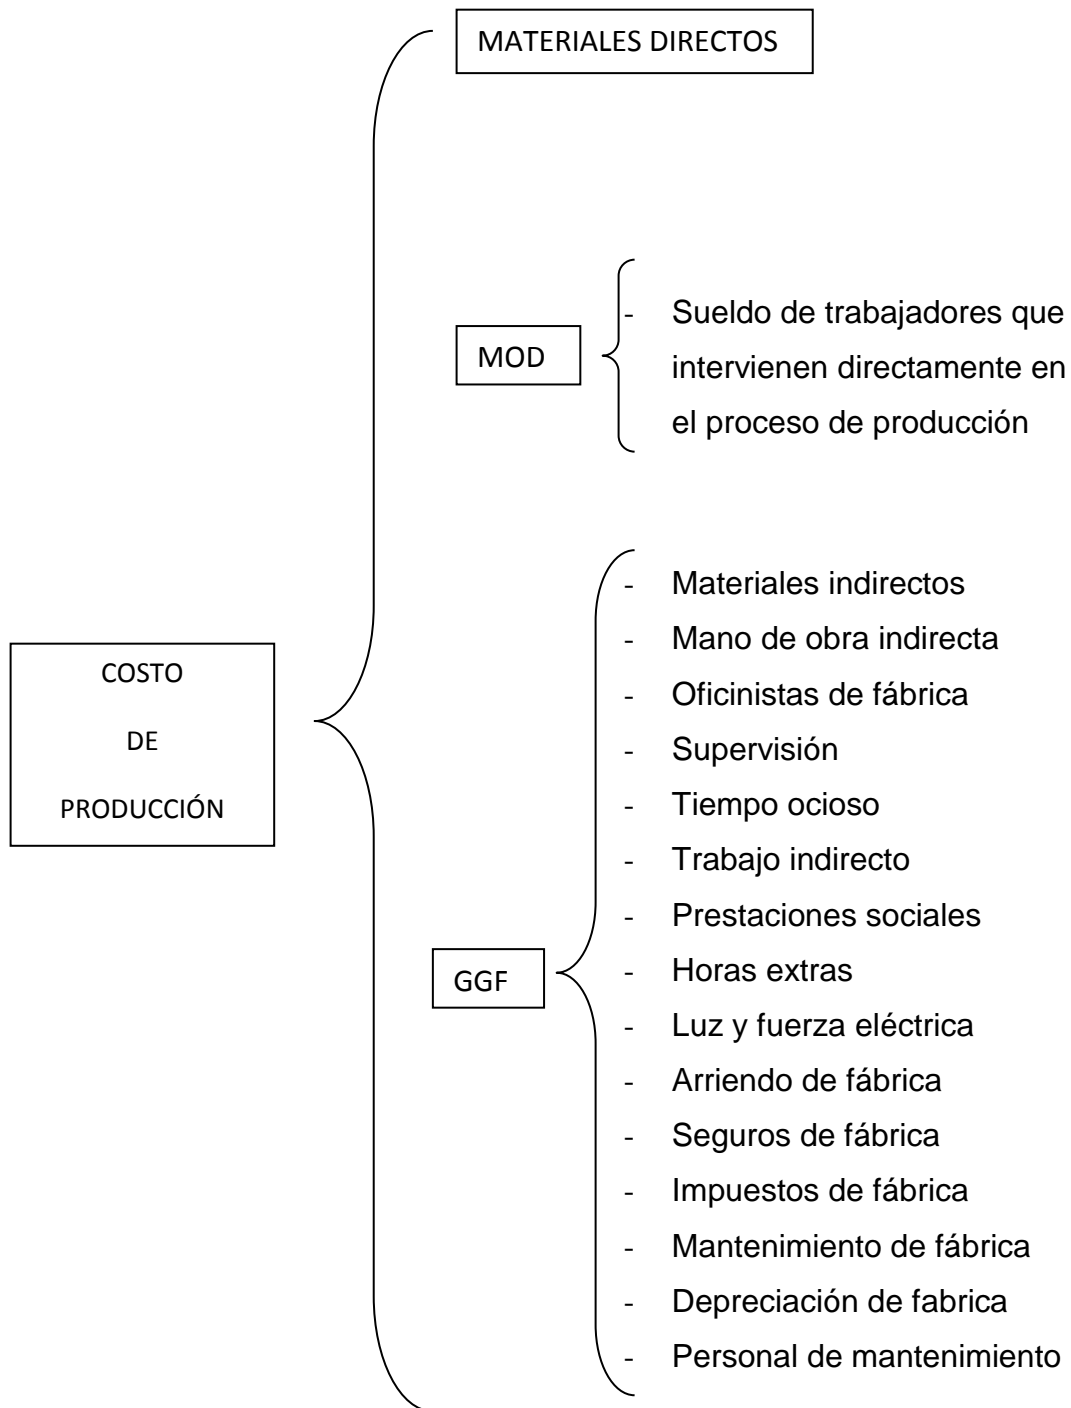 MATERIALES DIRECTOS
MOD
- Sueldo de trabajadores que
intervienen directamente en
el proceso de producción
COSTO
DE
PRODUCCIÓN
GGF
- Materiales indirectos
- Mano de obra indirecta
- Oficinistas de fábrica
- Supervisión
- Tiempo ocioso
- Trabajo indirecto
- Prestaciones sociales
- Horas extras
- Luz y fuerza eléctrica
- Arriendo de fábrica
- Seguros de fábrica
- Impuestos de fábrica
- Mantenimiento de fábrica
- Depreciación de fabrica
- Personal de mantenimiento